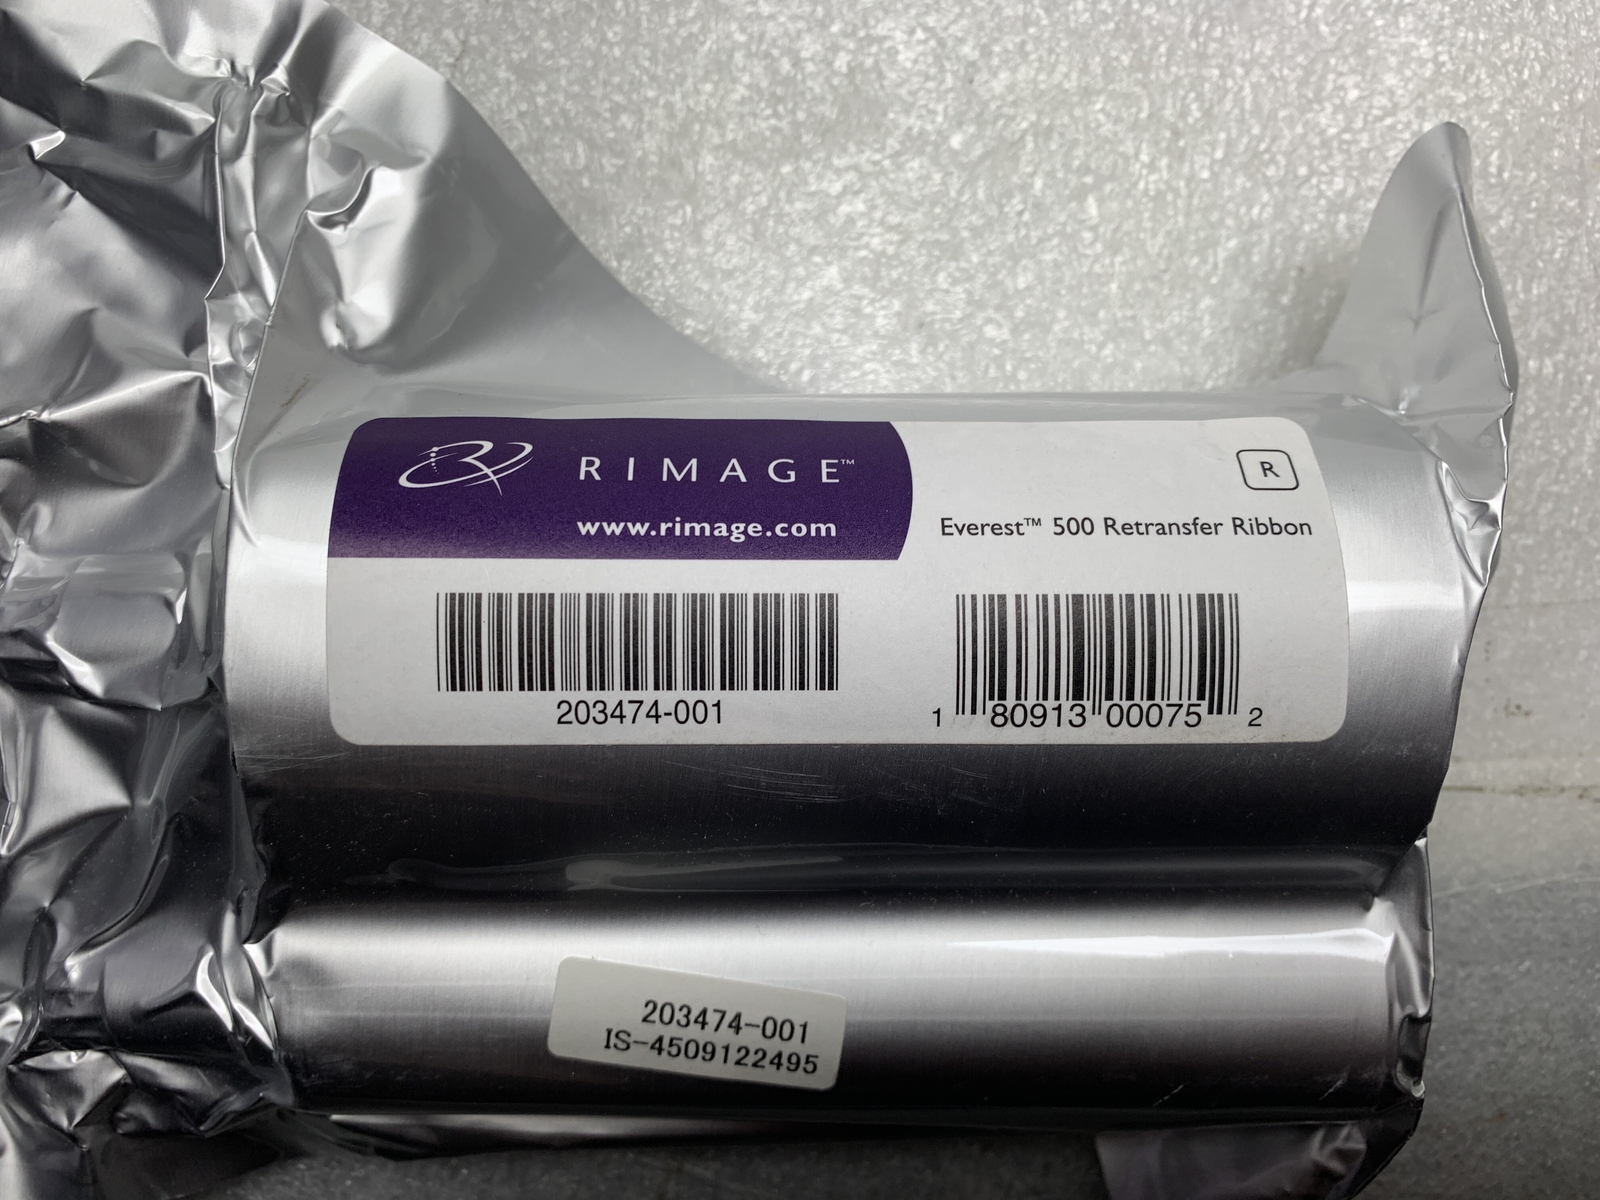 RIMAGE™
www.rimage.com
R
Everest™ 500 Retransfer Ribbon
203474-001
1 80913 00075 2
203474-001
IS-4509122495